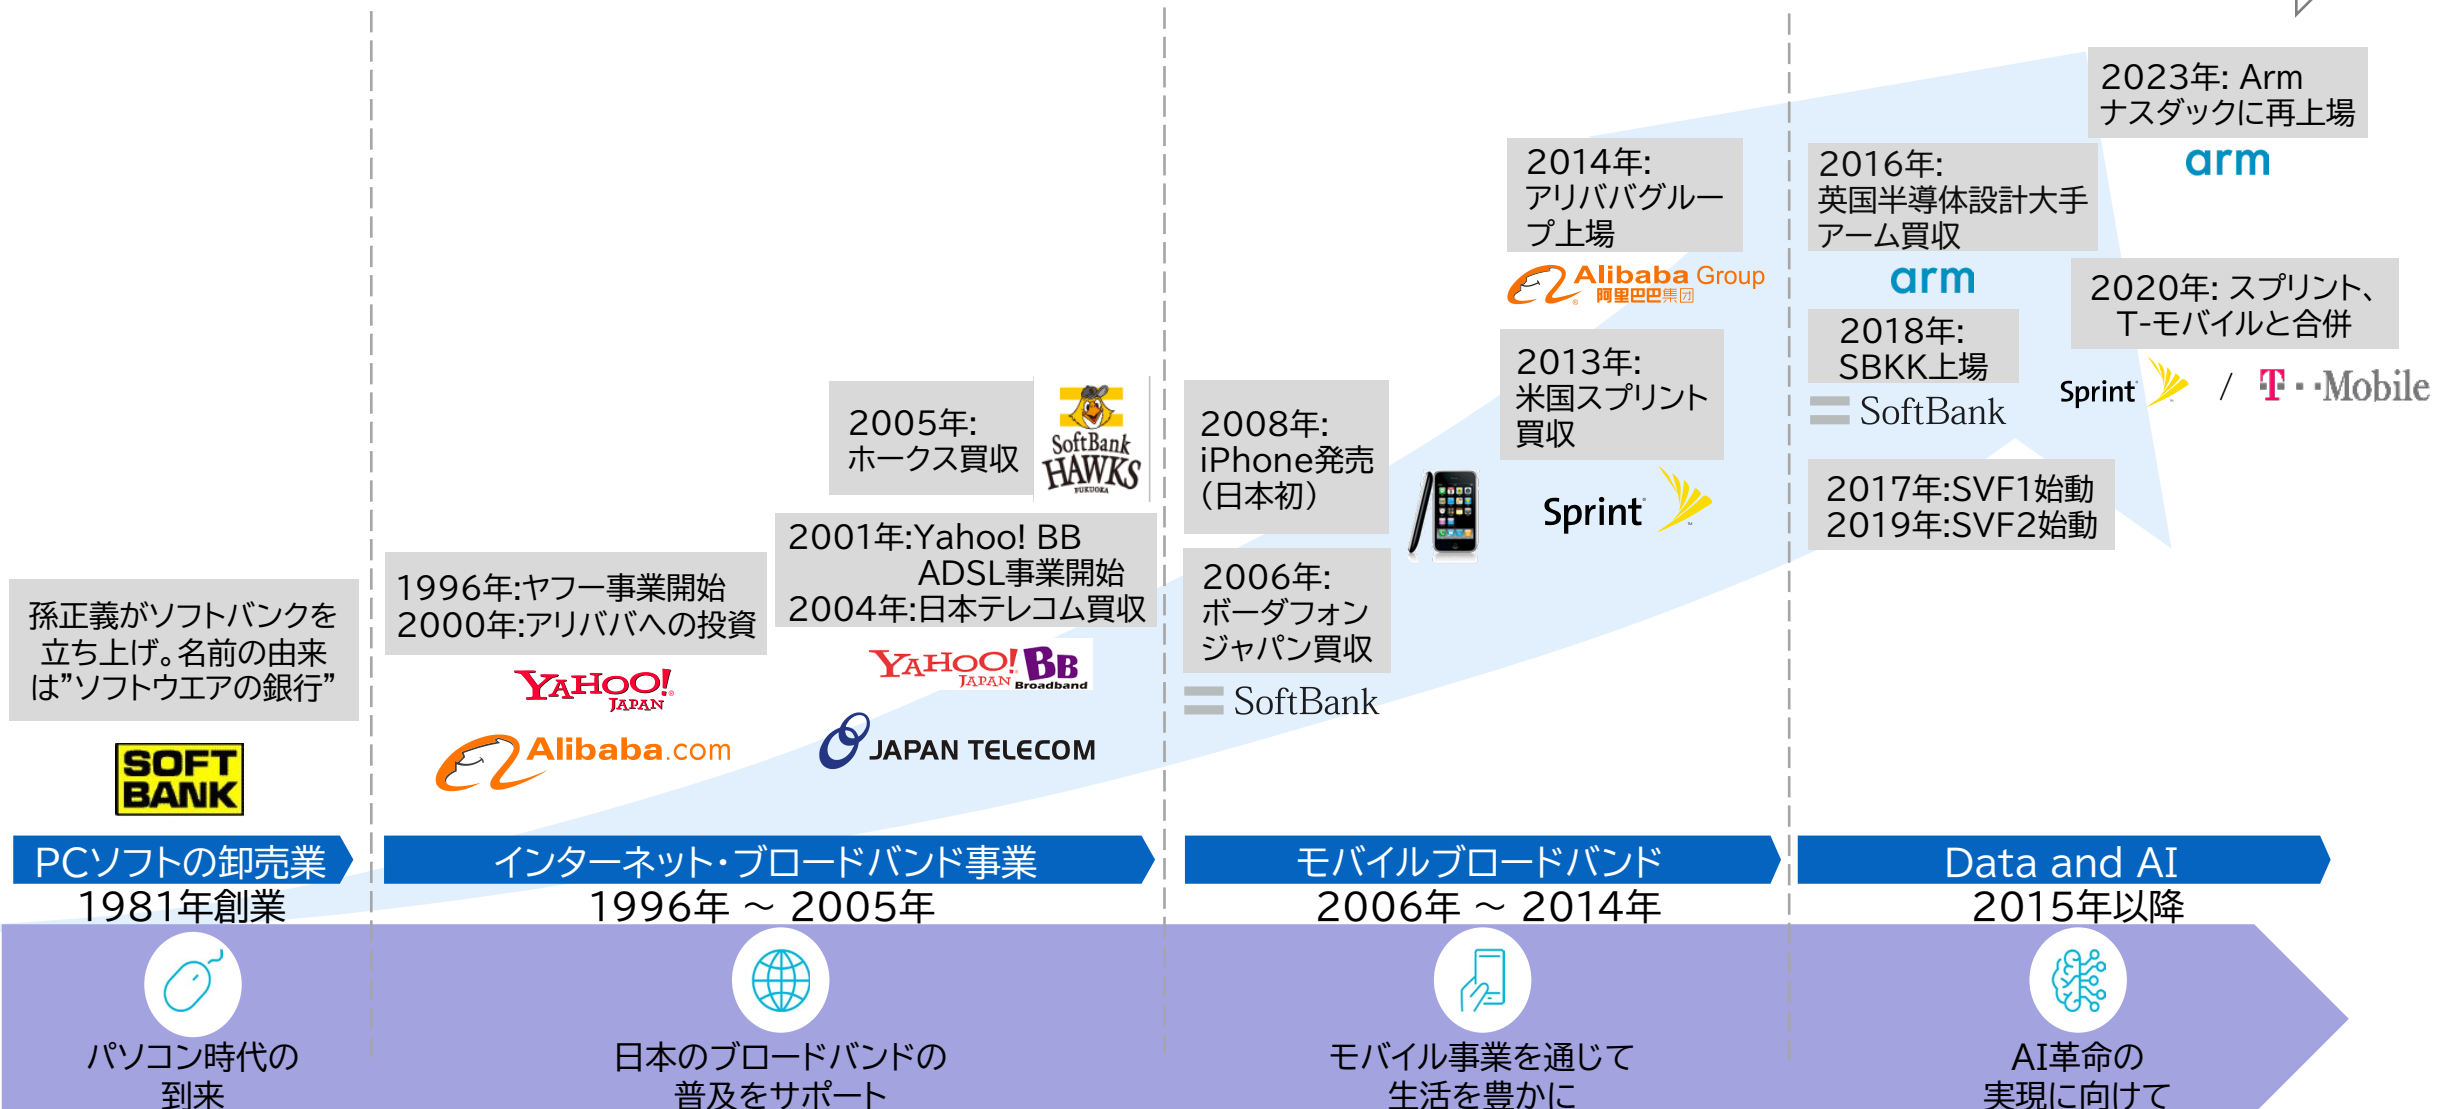 孫正義がソフトバンクを
立ち上げ。名前の由来
は”ソフトウエアの銀行”
SOFT
BANK
PCソフトの卸売業
1981年創業
パソコン時代の
到来
1996年:ヤフー事業開始
2000年:アリババへの投資
YAHOO!
JAPAN
Alibaba.com
2005年:
ホークス買収
SoftBank
HAWKS
FUKUOKA
2001年:Yahoo! BB
ADSL事業開始
2004年:日本テレコム買収
YAHOO! BB
JAPAN Broadband
JAPAN TELECOM
インターネット・ブロードバンド事業
1996年 ～ 2005年
日本のブロードバンドの
普及をサポート
2008年:
iPhone発売
（日本初）
2006年:
ボーダフォン
ジャパン買収
SoftBank
2014年:
アリババグルー
プ上場
Alibaba Group
阿里巴巴集团
2013年:
米国スプリント
買収
Sprint
モバイルブロードバンド
2006年 ～ 2014年
モバイル事業を通じて
生活を豊かに
2023年: Arm
ナスダックに再上場
arm
2016年:
英国半導体設計大手
アーム買収
arm
2020年: スプリント、
T-モバイルと合併
Sprint / T··Mobile
2018年:
SBKK上場
SoftBank
2017年:SVF1始動
2019年:SVF2始動
Data and AI
2015年以降
AI革命の
実現に向けて